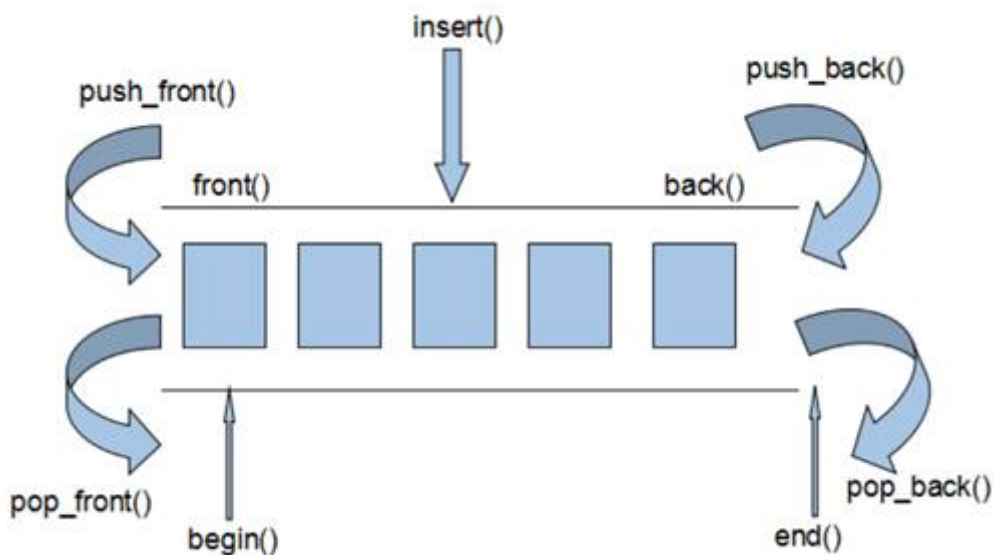 insert()
push_front()
push_back()
front()
back()
pop_front()
pop_back()
begin()
end()